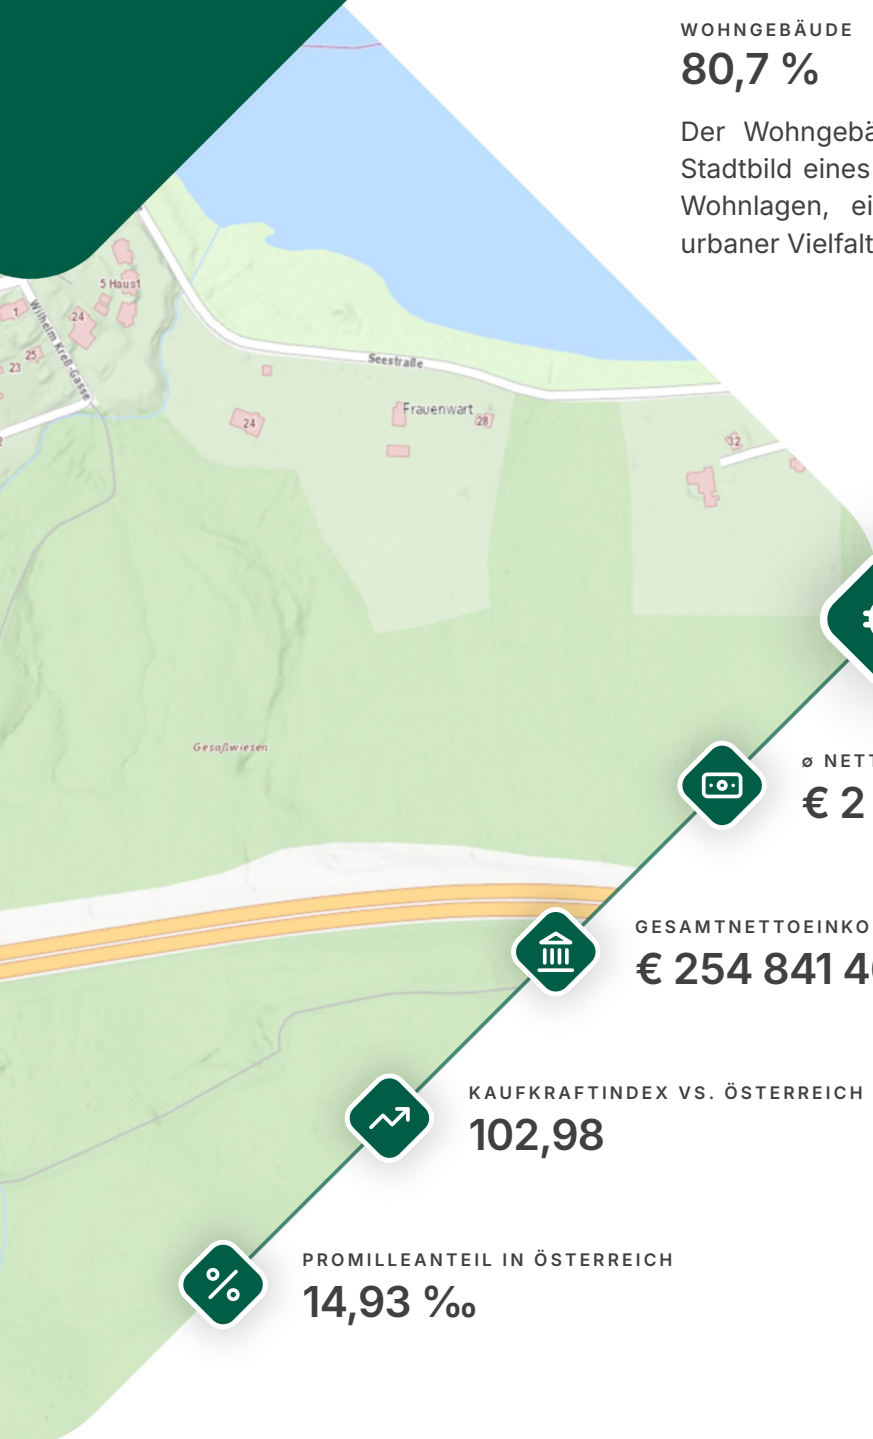 WOHNGEBÄUDE
80,7 %
Der Wohngebä
Stadtbild eines
Wohnlagen, ei
urbaner Vielfalt
5 Haus1
1
24
Wilhelm Kreß-Gasse
25
23
Seestraße
24
Frauenwart
28
32
Gesaßwiesen
ø NETT
€ 2
GESAMTNETTOEINKO
€ 254 841 4
KAUFKRAFTINDEX VS. ÖSTERREICH
102,98
PROMILLEANTEIL IN ÖSTERREICH
14,93 ‰